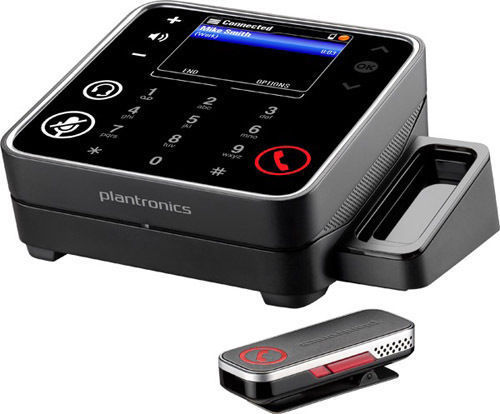 Connected
Mike Smith
(Work) 0:03
END OPTIONS
OK
1 2 abc 3 def
4 ghi 5 jkl 6 mno
7 pqrs 8 tuv 9 wxyz
* 0 #
plantronics